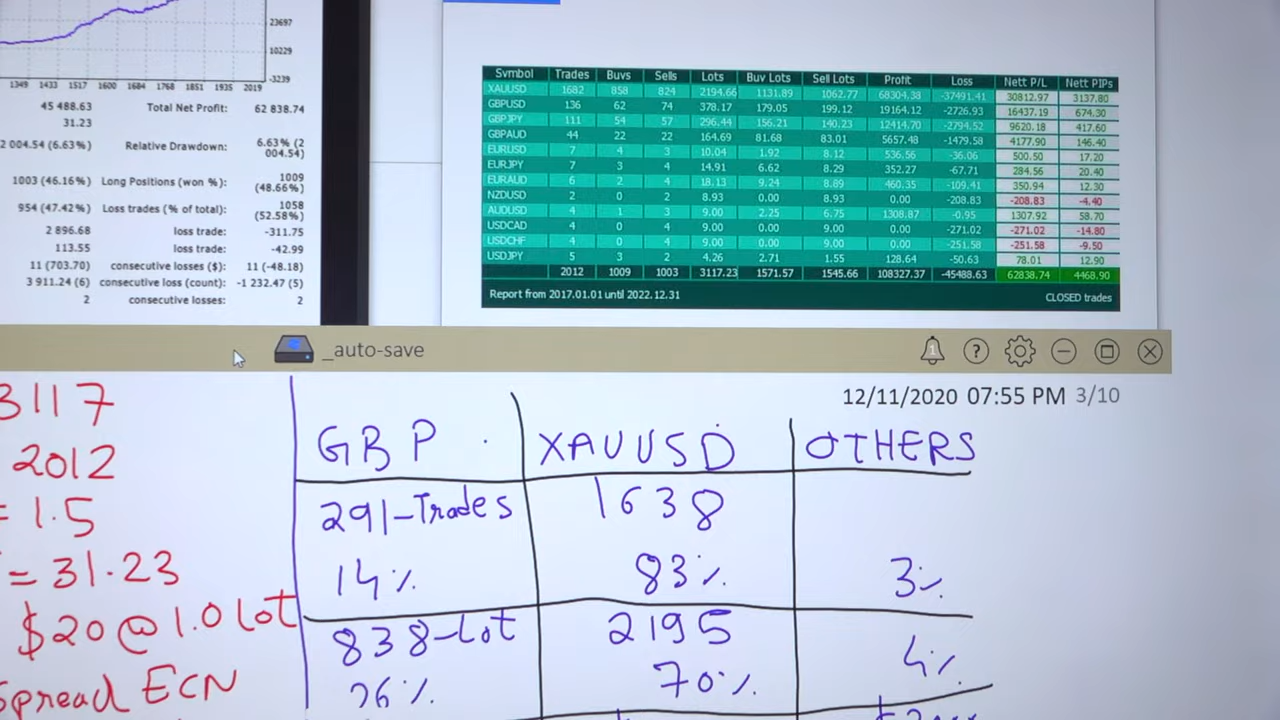 23697
10229
-3239
1349 1433 1517 1600 1684 1768 1851 1935 2019
45 488.63 Total Net Profit: 62 838.74
31.23
2 004.54 (6.63%) Relative Drawdown: 6.63% (2 004.54)
1003 (46.16%) Long Positions (won %): 1009 (48.66%)
954 (47.42%) Loss trades (% of total): 1058 (52.58%)
2 896.68 loss trade: -311.75
113.55 loss trade: -42.99
11 (703.70) consecutive losses ($): 11 (-48.18)
3 911.24 (6) consecutive loss (count): -1 232.47 (5)
2 consecutive losses: 2
Symbol Trades Buys Sells Lots Buy Lots Sell Lots Profit Loss Nett P/L Nett PIPs
XAUUSD 1682 858 824 2194.66 1131.89 1062.77 68304.38 -37491.41 30812.97 3137.80
GBPUSD 136 62 74 378.17 179.05 199.12 19164.12 -2726.93 16437.19 674.30
GBPJPY 111 54 57 296.44 156.21 140.23 12414.70 -2794.52 9620.18 417.60
GBPAUD 44 22 22 164.69 81.68 83.01 5657.48 -1479.58 4177.90 146.40
EURUSD 7 4 3 10.04 1.92 8.12 536.56 -36.06 500.50 17.20
EURJPY 7 3 4 14.91 6.62 8.29 352.27 -67.71 284.56 20.40
EURAUD 6 2 4 18.13 9.24 8.89 460.35 -109.41 350.94 12.30
NZDUSD 2 0 2 8.93 0.00 8.93 0.00 -208.83 -208.83 -4.40
AUDUSD 4 1 3 9.00 2.25 6.75 1308.87 -0.95 1307.92 58.70
USDCAD 4 0 4 9.00 0.00 9.00 0.00 -271.02 -271.02 -14.80
USDCHF 4 0 4 9.00 0.00 9.00 0.00 -251.58 -251.58 -9.50
USDJPY 5 3 2 4.26 2.71 1.55 128.64 -50.63 78.01 12.90
2012 1009 1003 3117.23 1571.57 1545.66 108327.37 -45488.63 62838.74 4468.90
Report from 2017.01.01 until 2022.12.31 CLOSED trades
_auto-save
1 ?
12/11/2020 07:55 PM 3/10
3117
2012
= 1.5
= 31.23
$20 @ 1.0 lot
Spread ECN
GBP XAUUSD OTHERS
291-Trades 1638
14% 83% 3%
838-Lot 2195
26% 70% 4%